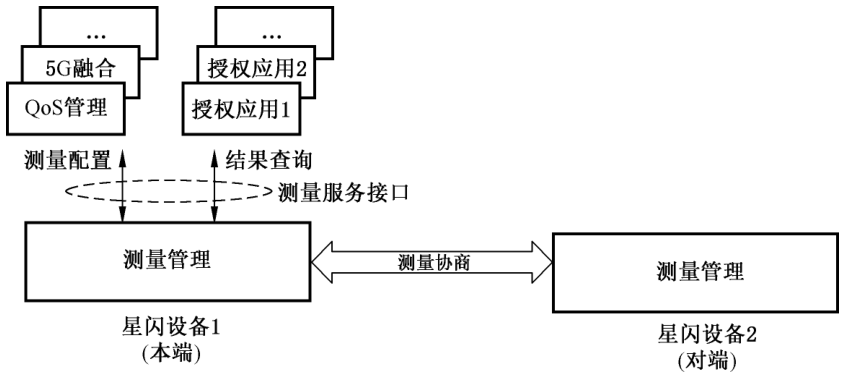 ...
...
5G融合
授权应用2
QoS管理
授权应用1
测量配置
结果查询
测量服务接口
测量管理
测量协商
测量管理
星闪设备1
(本端)
星闪设备2
(对端)